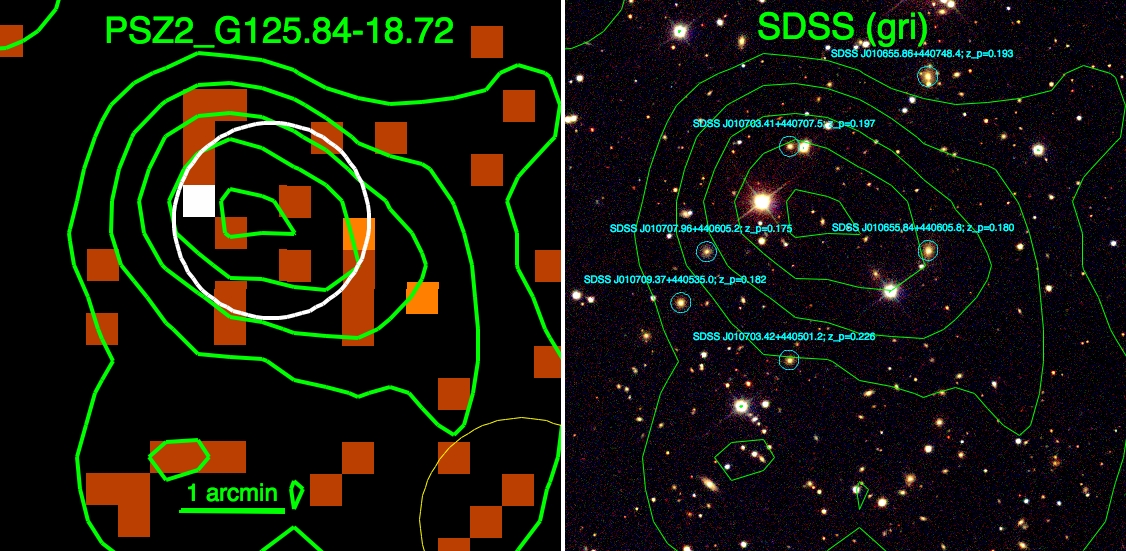 PSZ2_G125.84-18.72
SDSS (gri)
SDSS J010655.86+440748.4; z_p=0.193
SDSS J010703.41+440707.5; z_p=0.197
SDSS J010707.96+440605.2; z_p=0.175
SDSS J010655.84+440605.8; z_p=0.180
SDSS J010709.37+440535.0; z_p=0.182
SDSS J010703.42+440501.2; z_p=0.226
1 arcmin